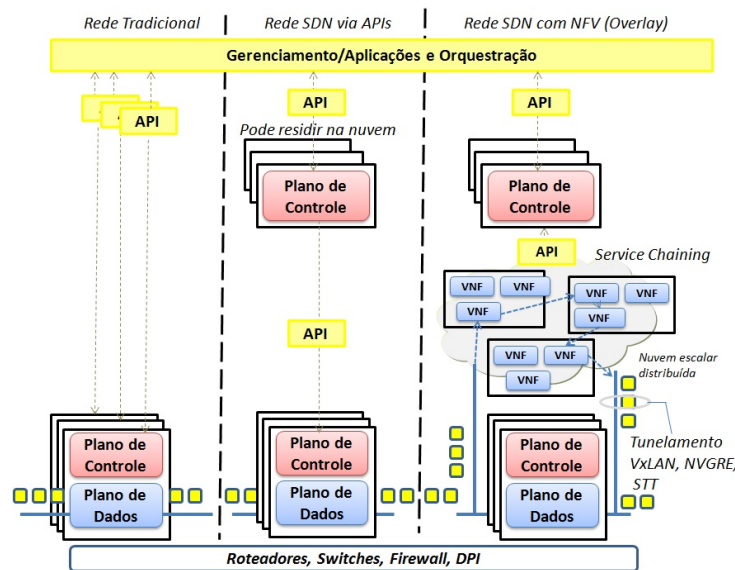 Rede Tradicional
Rede SDN via APIs
Rede SDN com NFV (Overlay)
Gerenciamento/Aplicações e Orquestração
API
API
API
Pode residir na nuvem
Plano de
Controle
Plano de
Controle
API
Service Chaining
VNF
VNF
VNF
VNF
VNF
VNF
VNF
API
VNF
VNF
VNF
Nuvem escalar
distribuída
Plano de
Controle
Plano de
Dados
Plano de
Controle
Plano de
Dados
Plano de
Controle
Plano de
Dados
Tunelamento
VxLAN, NVGRE,
STT
Roteadores, Switches, Firewall, DPI